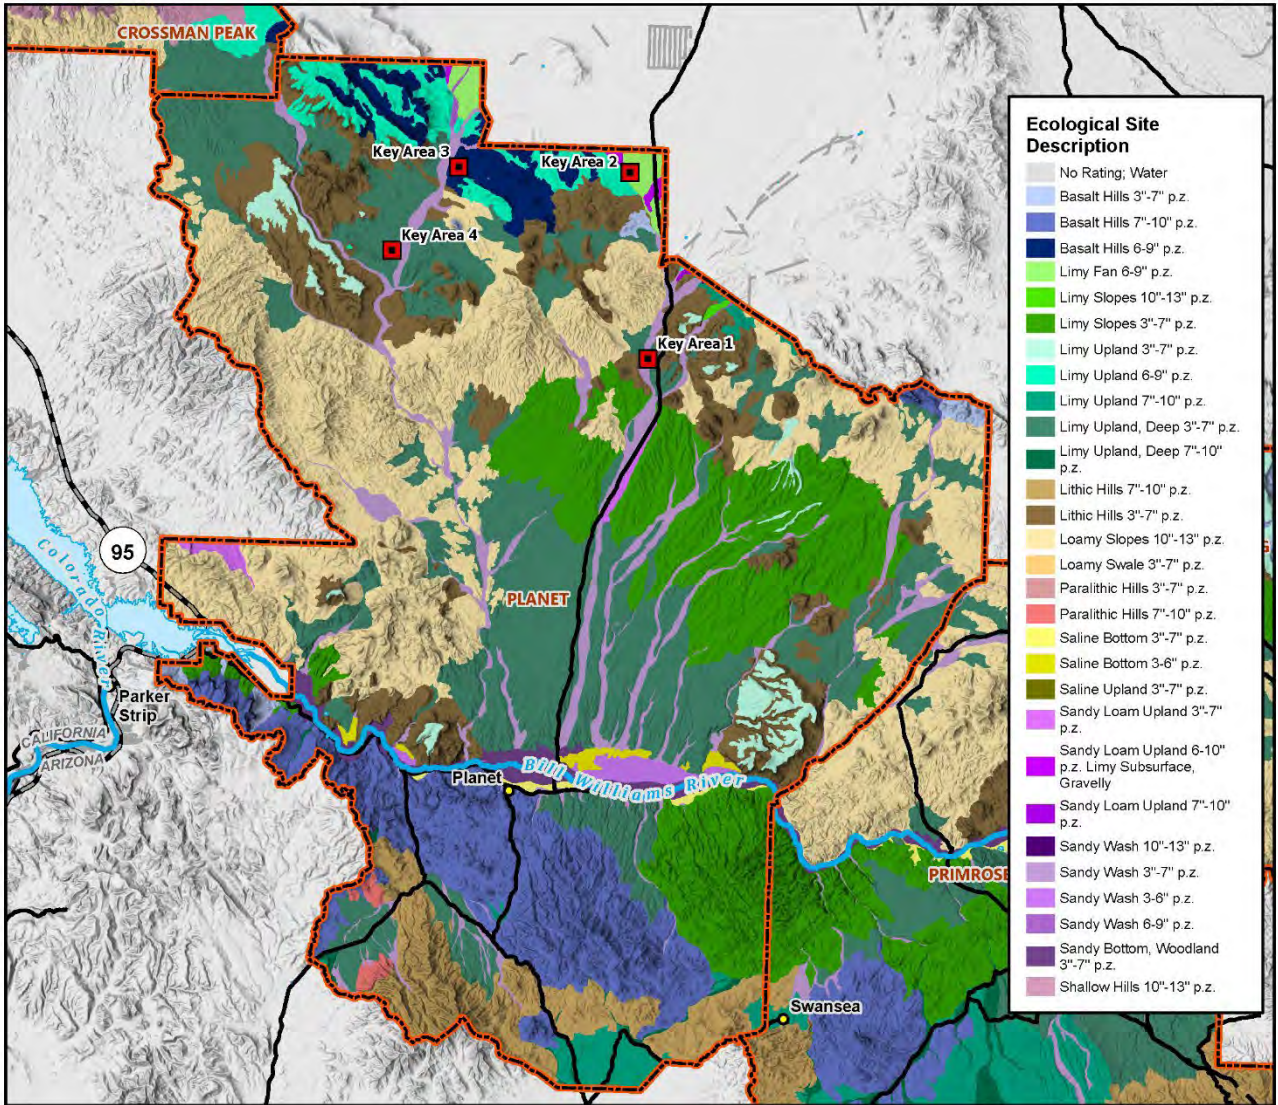 CROSSMAN PEAK
Key Area 3
Key Area 2
Key Area 4
Key Area 1
95
Colorado River
PLANET
Parker
Strip
CALIFORNIA
ARIZONA
Planet
Bill Williams River
PRIMROSE
Swansea
Ecological Site
Description
No Rating; Water
Basalt Hills 3"-7" p.z.
Basalt Hills 7"-10" p.z.
Basalt Hills 6-9" p.z.
Limy Fan 6-9" p.z.
Limy Slopes 10"-13" p.z.
Limy Slopes 3"-7" p.z.
Limy Upland 3"-7" p.z.
Limy Upland 6-9" p.z.
Limy Upland 7"-10" p.z.
Limy Upland, Deep 3"-7" p.z.
Limy Upland, Deep 7"-10"
p.z.
Lithic Hills 7"-10" p.z.
Lithic Hills 3"-7" p.z.
Loamy Slopes 10"-13" p.z.
Loamy Swale 3"-7" p.z.
Paralithic Hills 3"-7" p.z.
Paralithic Hills 7"-10" p.z.
Saline Bottom 3"-7" p.z.
Saline Bottom 3-6" p.z.
Saline Upland 3"-7" p.z.
Sandy Loam Upland 3"-7"
p.z.
Sandy Loam Upland 6-10"
p.z. Limy Subsurface,
Gravelly
Sandy Loam Upland 7"-10"
p.z.
Sandy Wash 10"-13" p.z.
Sandy Wash 3"-7" p.z.
Sandy Wash 3-6" p.z.
Sandy Wash 6-9" p.z.
Sandy Bottom, Woodland
3"-7" p.z.
Shallow Hills 10"-13" p.z.